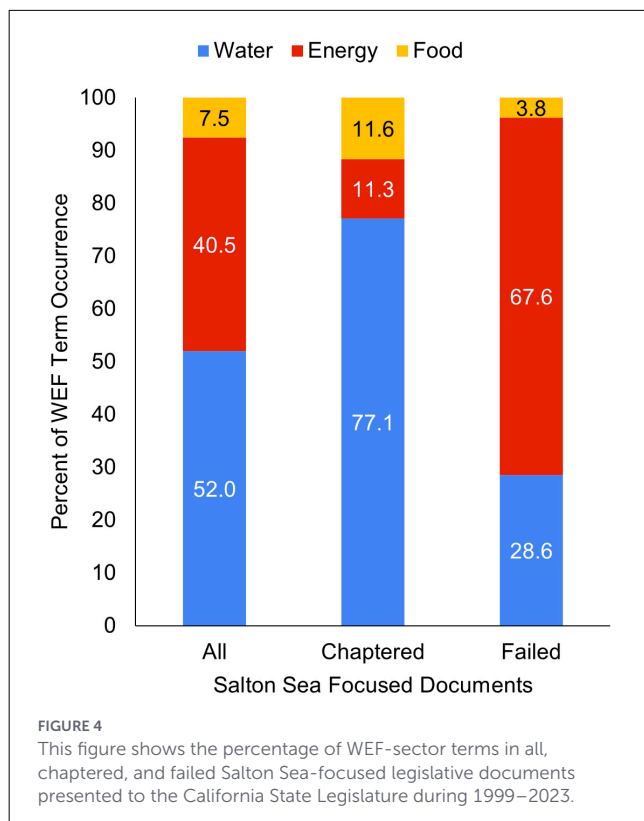 Water Energy Food
100
90
80
70
60
50
40
30
20
10
0
Percent of WEF Term Occurrence
7.5
40.5
52.0
11.6
11.3
77.1
3.8
67.6
28.6
All Chaptered Failed
Salton Sea Focused Documents
FIGURE 4
This figure shows the percentage of WEF-sector terms in all,
chaptered, and failed Salton Sea-focused legislative documents
presented to the California State Legislature during 1999–2023.